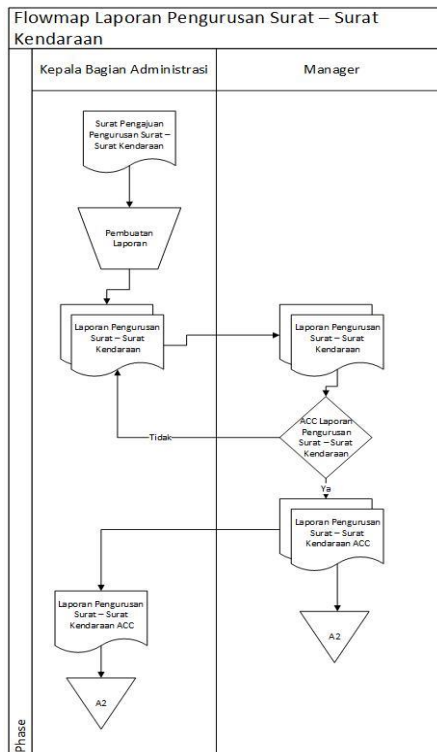 Flowmap Laporan Pengurusan Surat – Surat
Kendaraan
Kepala Bagian Administrasi
Manager
Surat Pengajuan
Pengurusan Surat –
Surat Kendaraan
Pembuatan
Laporan
Laporan Pengurusan
Surat – Surat
Kendaraan
Laporan Pengurusan
Surat – Surat
Kendaraan
ACC Laporan
Pengurusan
Surat – Surat
Kendaraan
Tidak
Ya
Laporan Pengurusan
Surat – Surat
Kendaraan ACC
Laporan Pengurusan
Surat – Surat
Kendaraan ACC
A2
A2
Phase